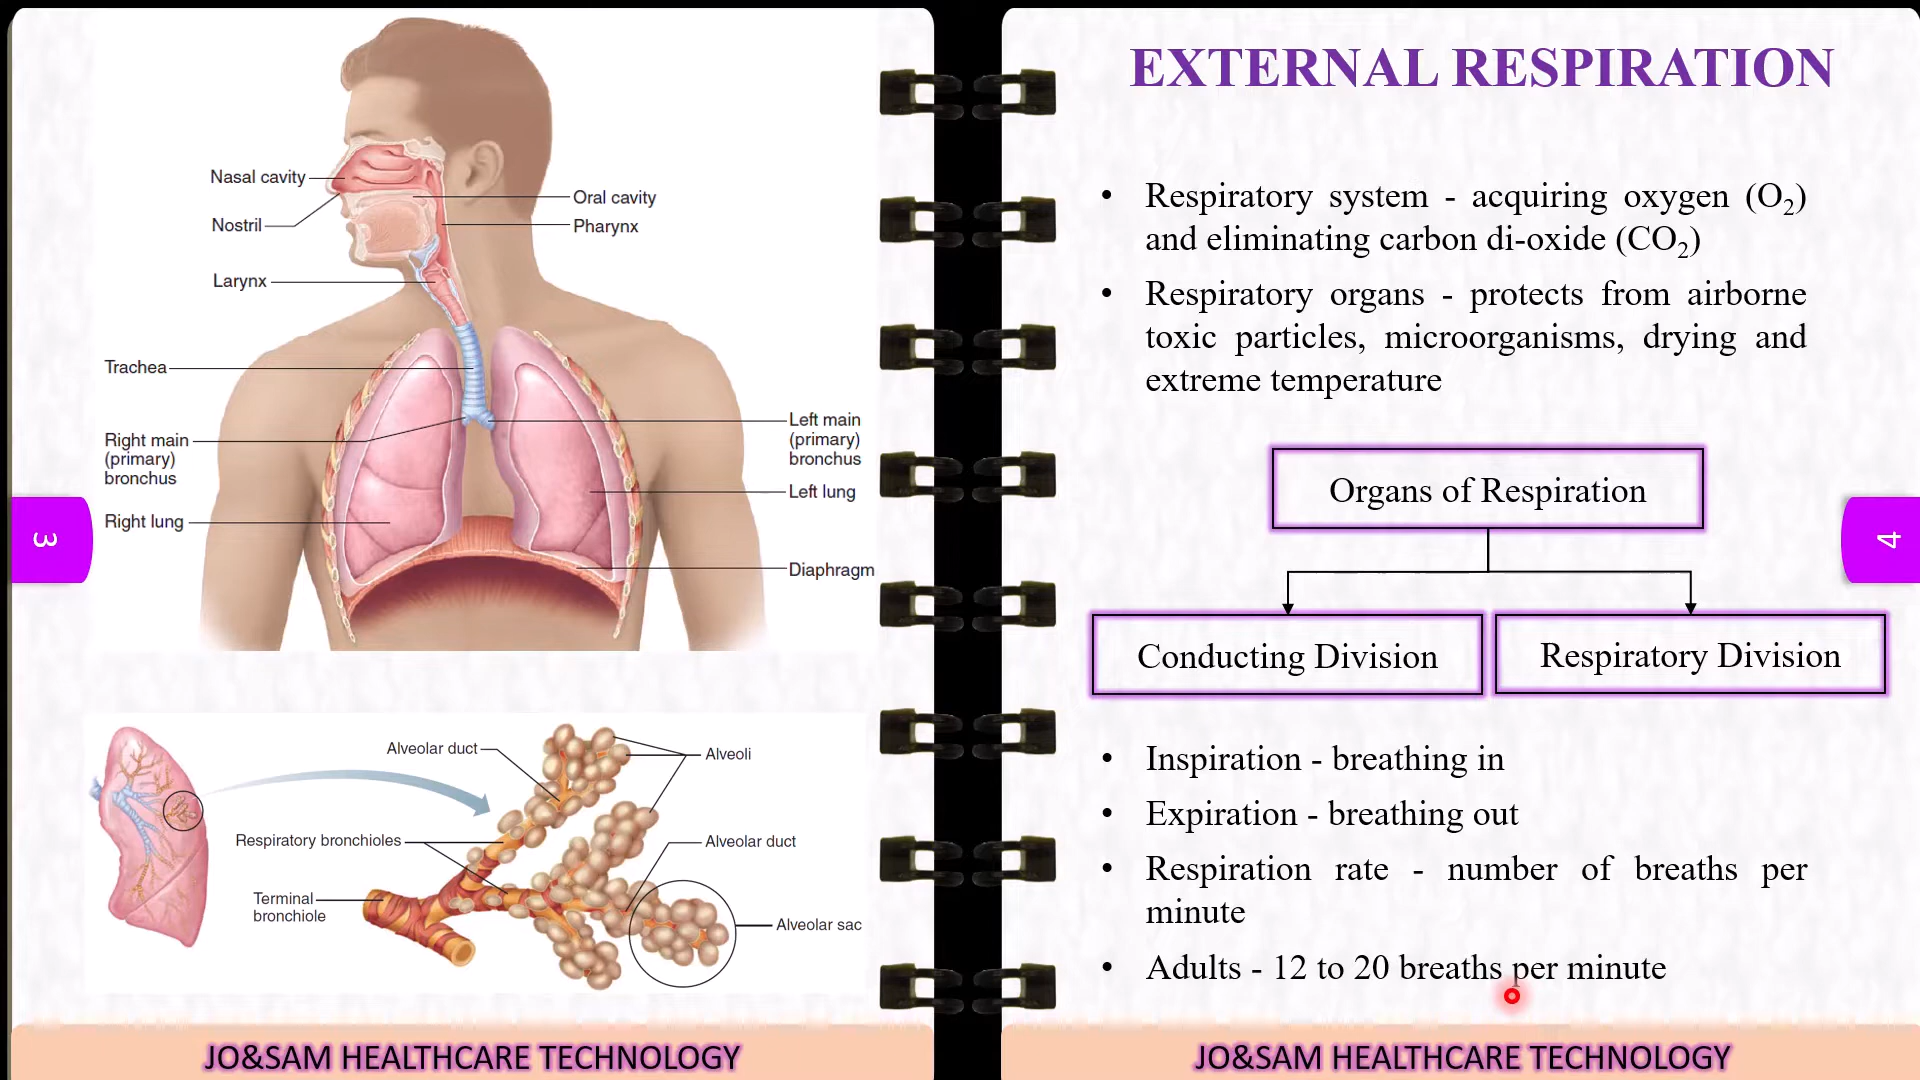 Nasal cavity
Nostril
Larynx
Oral cavity
Pharynx
Trachea
Right main
(primary)
bronchus
Right lung
Left main
(primary)
bronchus
Left lung
Diaphragm
3
Alveolar duct
Alveoli
Respiratory bronchioles
Alveolar duct
Terminal
bronchiole
Alveolar sac
JO&SAM HEALTHCARE TECHNOLOGY
EXTERNAL RESPIRATION
• Respiratory system - acquiring oxygen (O₂)
and eliminating carbon di-oxide (CO₂)
• Respiratory organs - protects from airborne
toxic particles, microorganisms, drying and
extreme temperature
Organs of Respiration
Conducting Division
Respiratory Division
4
• Inspiration - breathing in
• Expiration - breathing out
• Respiration rate - number of breaths per
minute
• Adults - 12 to 20 breaths per minute
JO&SAM HEALTHCARE TECHNOLOGY